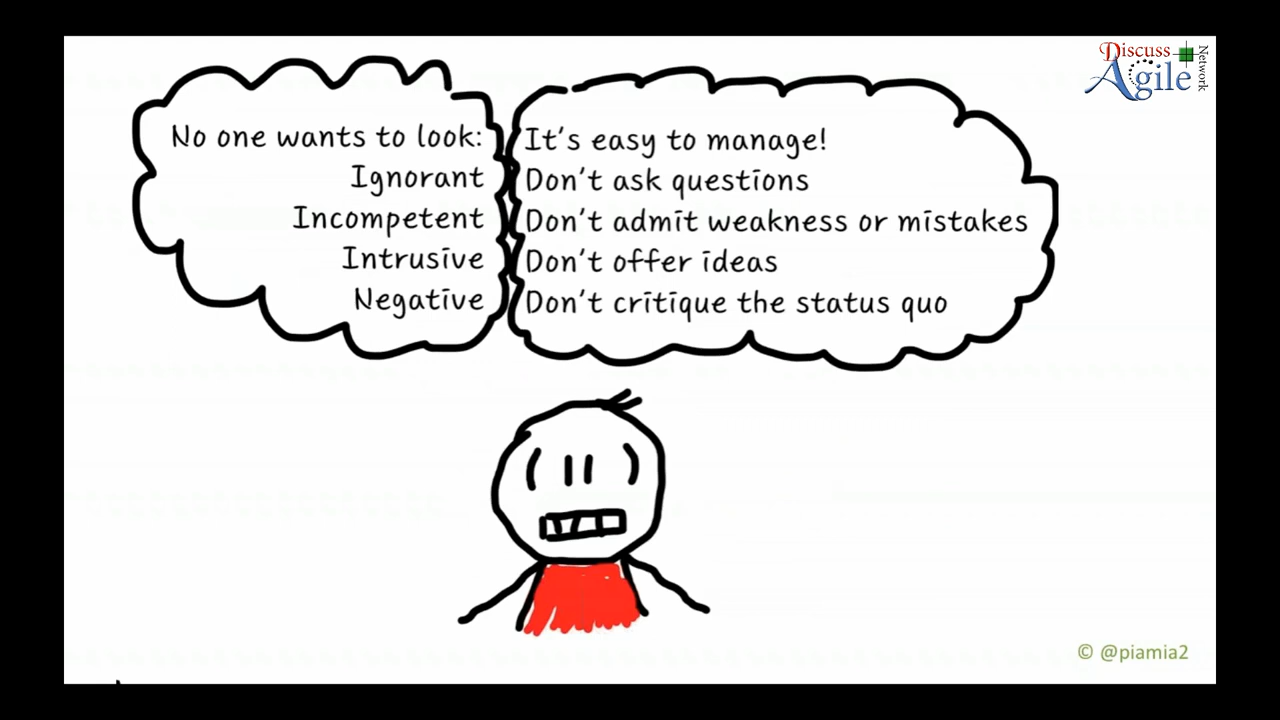 Discuss
Agile
Network
No one wants to look:
Ignorant
Incompetent
Intrusive
Negative
It's easy to manage!
Don't ask questions
Don't admit weakness or mistakes
Don't offer ideas
Don't critique the status quo
© @piamia2